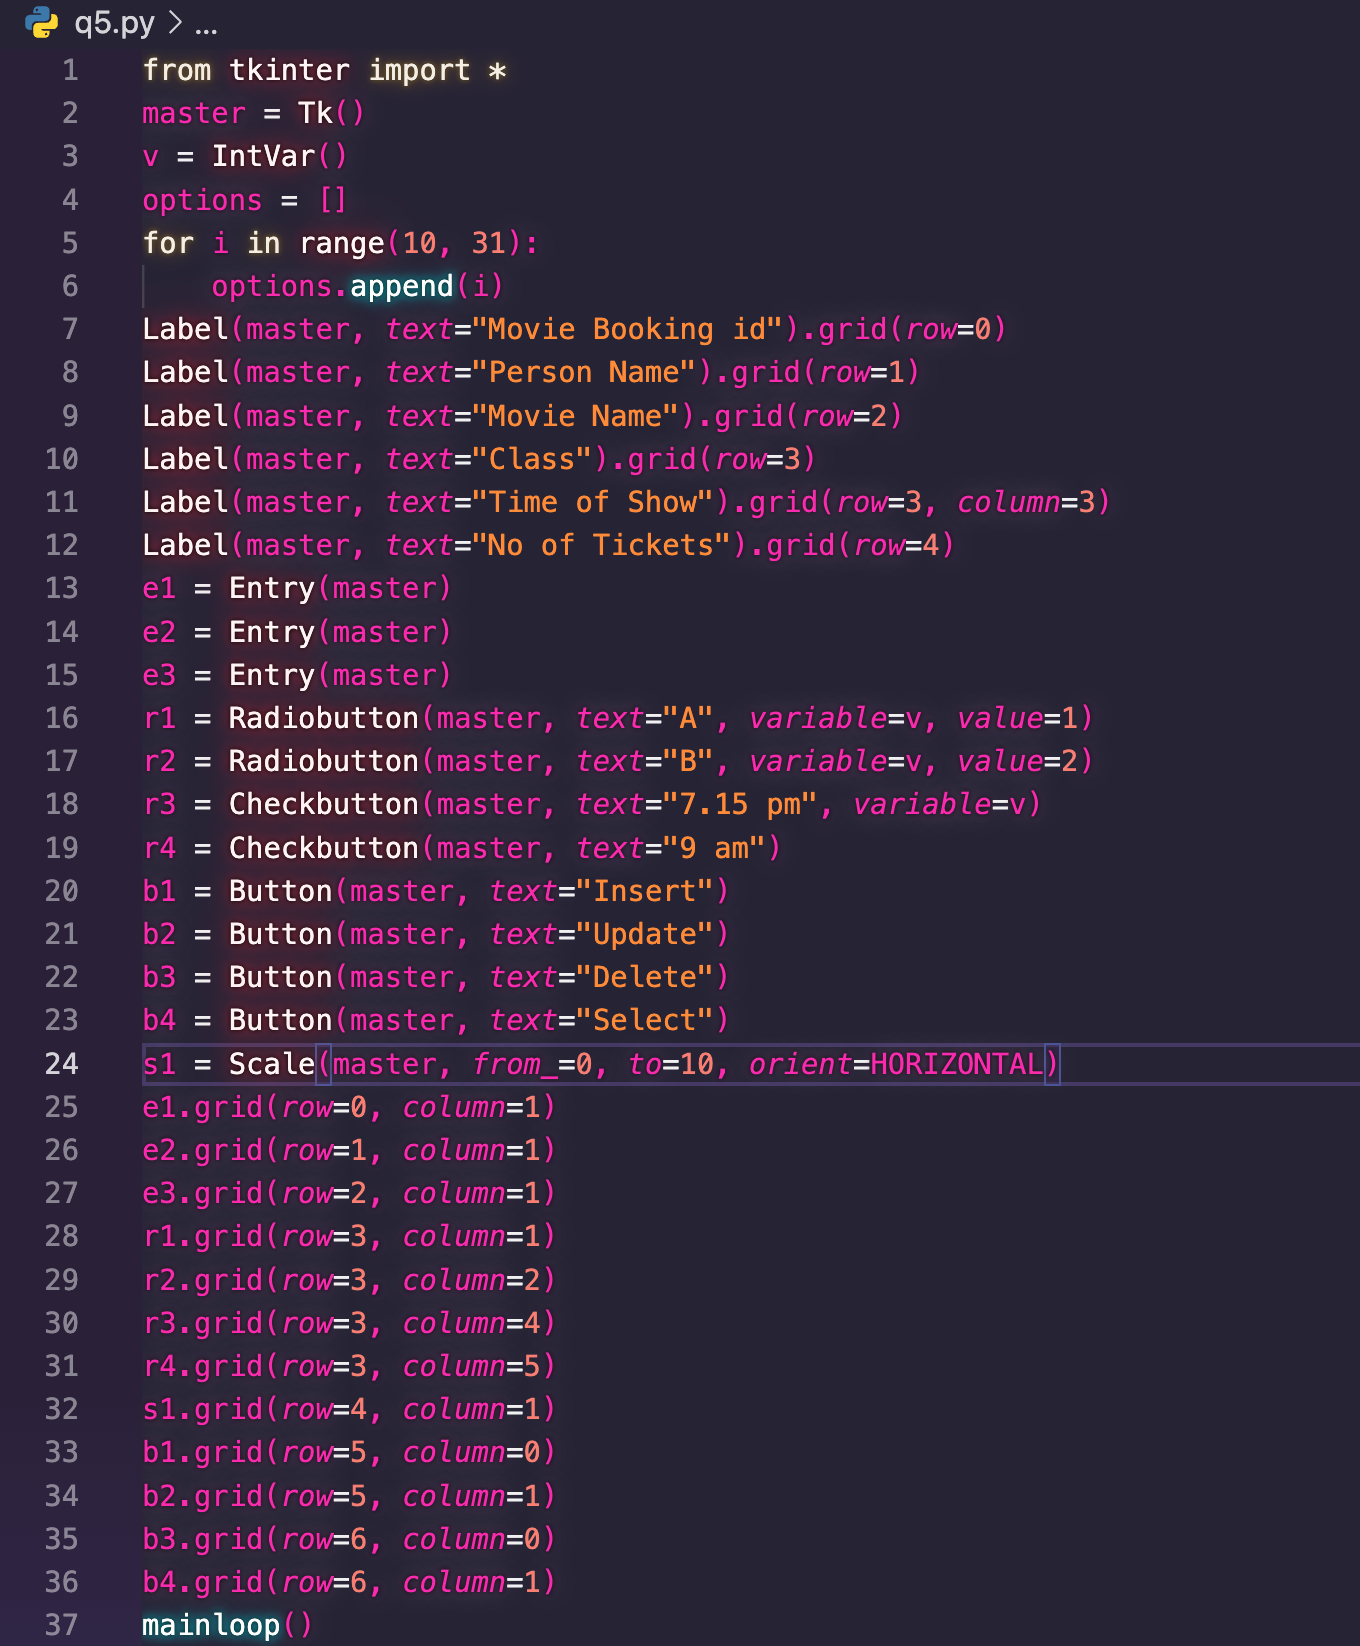 q5.py > ...
1 from tkinter import *
2 master = Tk()
3 v = IntVar()
4 options = []
5 for i in range(10, 31):
6     options.append(i)
7 Label(master, text="Movie Booking id").grid(row=0)
8 Label(master, text="Person Name").grid(row=1)
9 Label(master, text="Movie Name").grid(row=2)
10 Label(master, text="Class").grid(row=3)
11 Label(master, text="Time of Show").grid(row=3, column=3)
12 Label(master, text="No of Tickets").grid(row=4)
13 e1 = Entry(master)
14 e2 = Entry(master)
15 e3 = Entry(master)
16 r1 = Radiobutton(master, text="A", variable=v, value=1)
17 r2 = Radiobutton(master, text="B", variable=v, value=2)
18 r3 = Checkbutton(master, text="7.15 pm", variable=v)
19 r4 = Checkbutton(master, text="9 am")
20 b1 = Button(master, text="Insert")
21 b2 = Button(master, text="Update")
22 b3 = Button(master, text="Delete")
23 b4 = Button(master, text="Select")
24 s1 = Scale(master, from_=0, to=10, orient=HORIZONTAL)
25 e1.grid(row=0, column=1)
26 e2.grid(row=1, column=1)
27 e3.grid(row=2, column=1)
28 r1.grid(row=3, column=1)
29 r2.grid(row=3, column=2)
30 r3.grid(row=3, column=4)
31 r4.grid(row=3, column=5)
32 s1.grid(row=4, column=1)
33 b1.grid(row=5, column=0)
34 b2.grid(row=5, column=1)
35 b3.grid(row=6, column=0)
36 b4.grid(row=6, column=1)
37 mainloop()